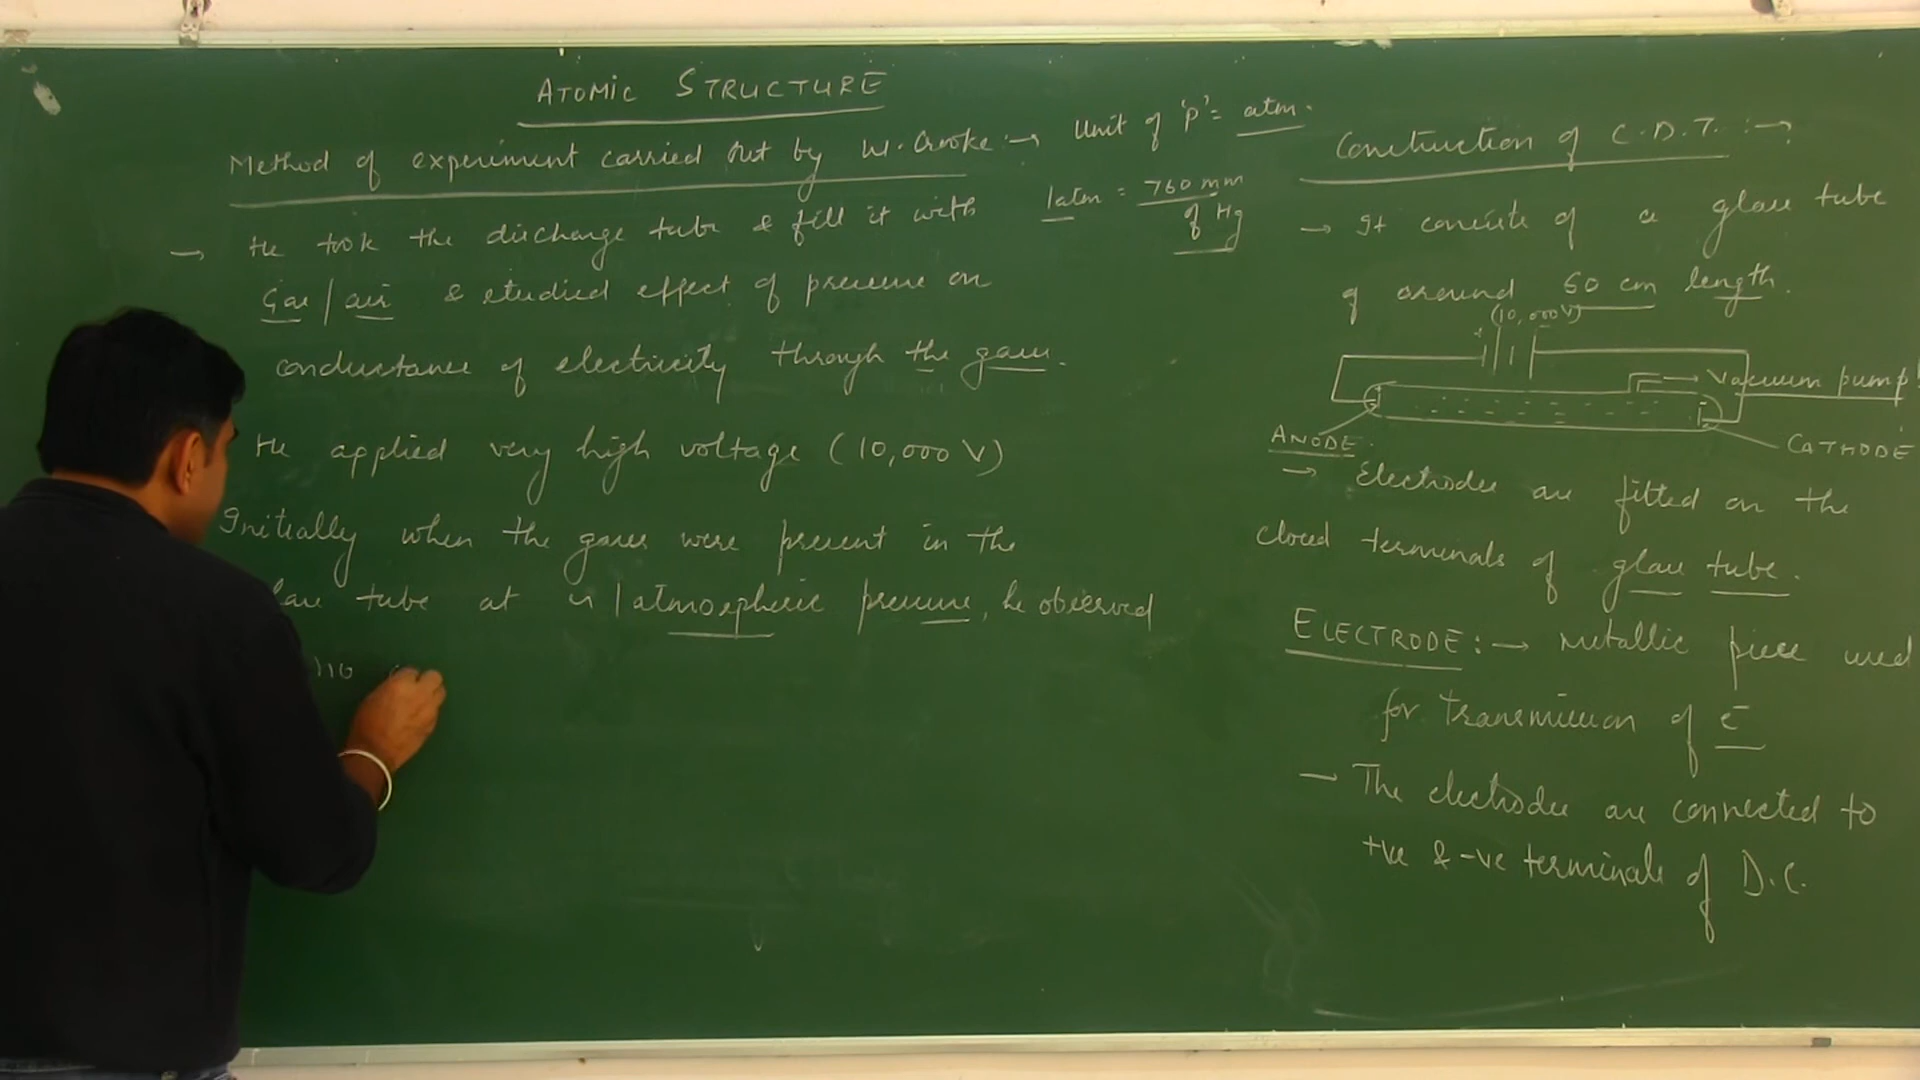 ATOMIC STRUCTURE
Method of experiment carried out by W. Crooke :→
→ He took the discharge tube & fill it with
Gas / air & studied effect of pressure on
conductance of electricity through the gases.
He applied very high voltage (10,000 V)
Initially when the gases were present in the
tube at 1 atmospheric pressure, he observed
no
Unit of 'P' = atm.
1 atm = 760 mm
of Hg
Construction of C.D.T. :→
→ It consists of a glass tube
of around 60 cm length.
(10,000V)
+
→ Vacuum pump
ANODE.
CATHODE
→ Electrodes are fitted on the
closed terminals of glass tube.
ELECTRODE :→ Metallic piece used
for transmission of e⁻
→ The electrodes are connected to
+ve & -ve terminals of D.C.